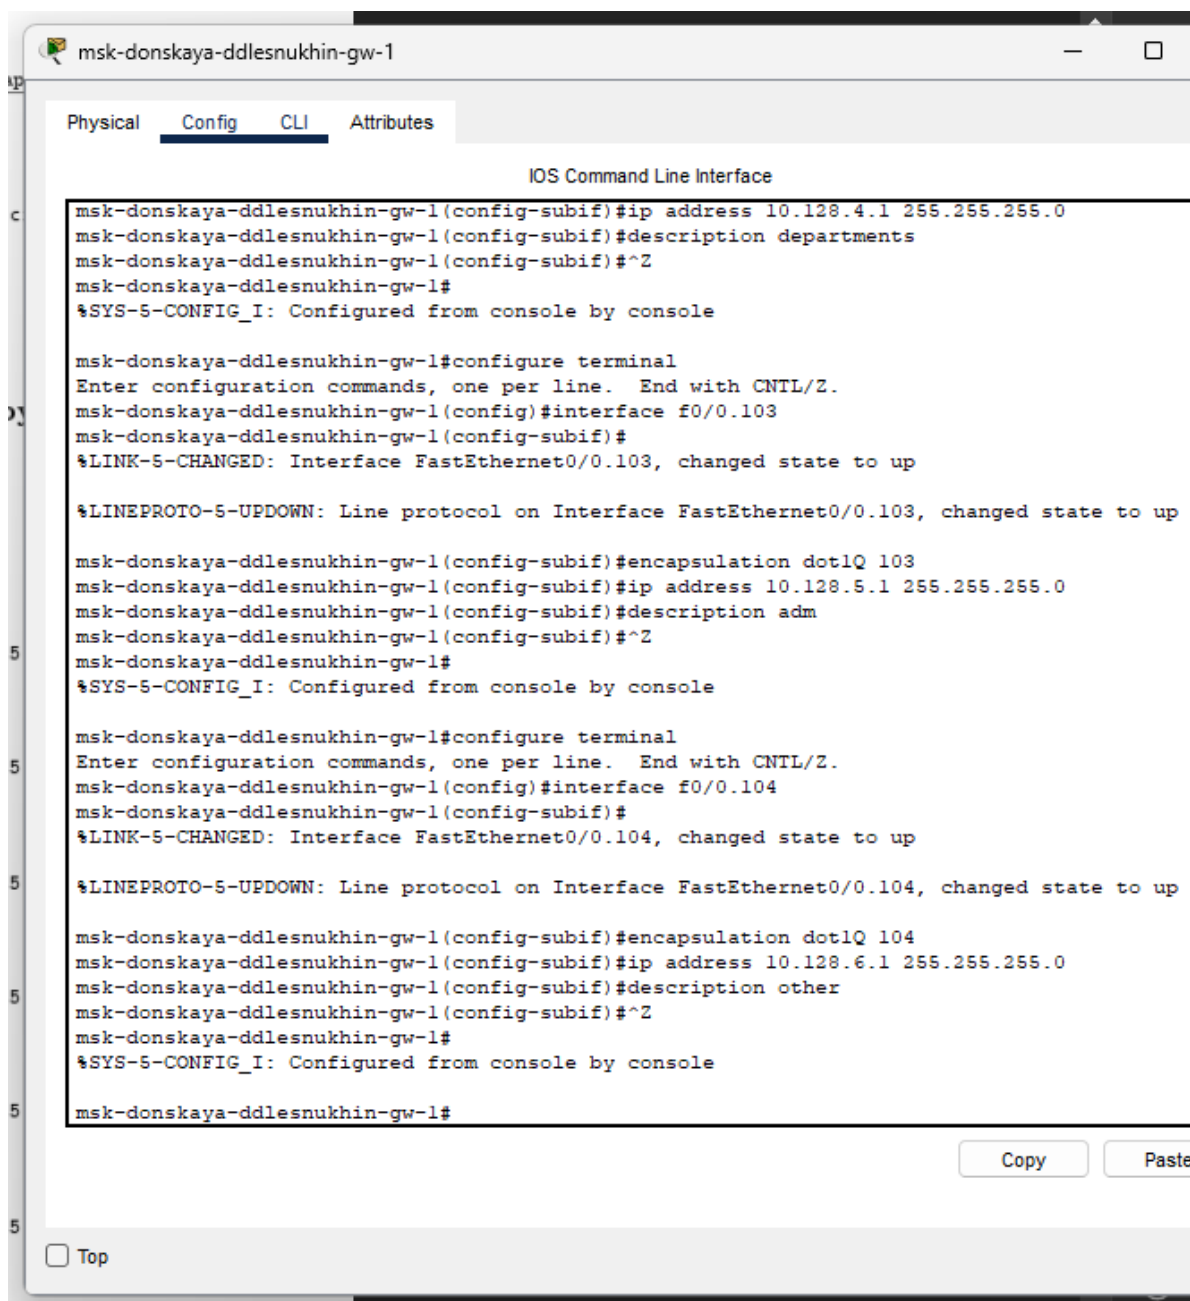 msk-donskaya-ddlesnukhin-gw-1
Physical Config CLI Attributes
IOS Command Line Interface
msk-donskaya-ddlesnukhin-gw-1(config-subif)#ip address 10.128.4.1 255.255.255.0
msk-donskaya-ddlesnukhin-gw-1(config-subif)#description departments
msk-donskaya-ddlesnukhin-gw-1(config-subif)#^Z
msk-donskaya-ddlesnukhin-gw-1#
%SYS-5-CONFIG_I: Configured from console by console
msk-donskaya-ddlesnukhin-gw-1#configure terminal
Enter configuration commands, one per line.  End with CNTL/Z.
msk-donskaya-ddlesnukhin-gw-1(config)#interface f0/0.103
msk-donskaya-ddlesnukhin-gw-1(config-subif)#
%LINK-5-CHANGED: Interface FastEthernet0/0.103, changed state to up
%LINEPROTO-5-UPDOWN: Line protocol on Interface FastEthernet0/0.103, changed state to up
msk-donskaya-ddlesnukhin-gw-1(config-subif)#encapsulation dot1Q 103
msk-donskaya-ddlesnukhin-gw-1(config-subif)#ip address 10.128.5.1 255.255.255.0
msk-donskaya-ddlesnukhin-gw-1(config-subif)#description adm
msk-donskaya-ddlesnukhin-gw-1(config-subif)#^Z
msk-donskaya-ddlesnukhin-gw-1#
%SYS-5-CONFIG_I: Configured from console by console
msk-donskaya-ddlesnukhin-gw-1#configure terminal
Enter configuration commands, one per line.  End with CNTL/Z.
msk-donskaya-ddlesnukhin-gw-1(config)#interface f0/0.104
msk-donskaya-ddlesnukhin-gw-1(config-subif)#
%LINK-5-CHANGED: Interface FastEthernet0/0.104, changed state to up
%LINEPROTO-5-UPDOWN: Line protocol on Interface FastEthernet0/0.104, changed state to up
msk-donskaya-ddlesnukhin-gw-1(config-subif)#encapsulation dot1Q 104
msk-donskaya-ddlesnukhin-gw-1(config-subif)#ip address 10.128.6.1 255.255.255.0
msk-donskaya-ddlesnukhin-gw-1(config-subif)#description other
msk-donskaya-ddlesnukhin-gw-1(config-subif)#^Z
msk-donskaya-ddlesnukhin-gw-1#
%SYS-5-CONFIG_I: Configured from console by console
msk-donskaya-ddlesnukhin-gw-1#
Copy Paste
Top